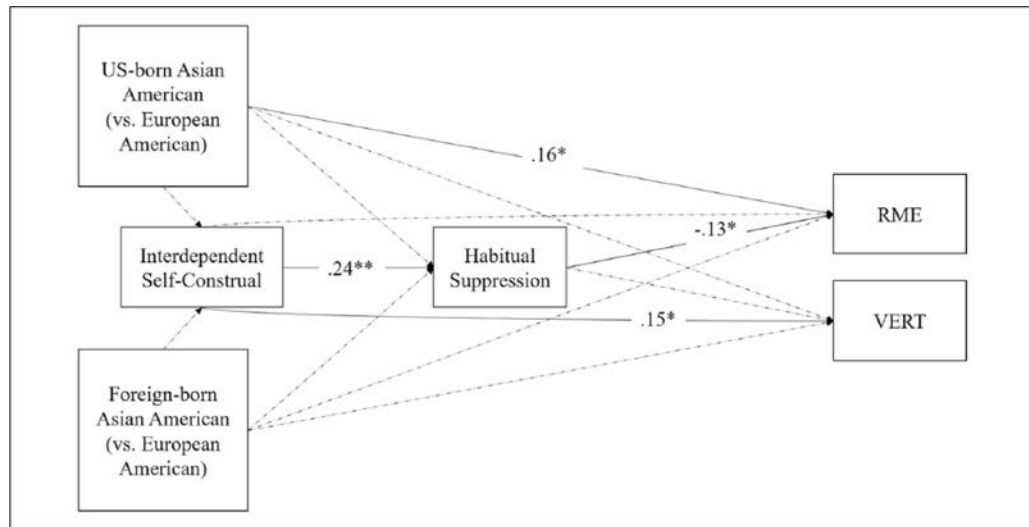 US-born Asian
American
(vs. European
American)
.16*
RME
-.13*
Interdependent
Self-Construal
.24**
Habitual
Suppression
.15*
VERT
Foreign-born
Asian American
(vs. European
American)